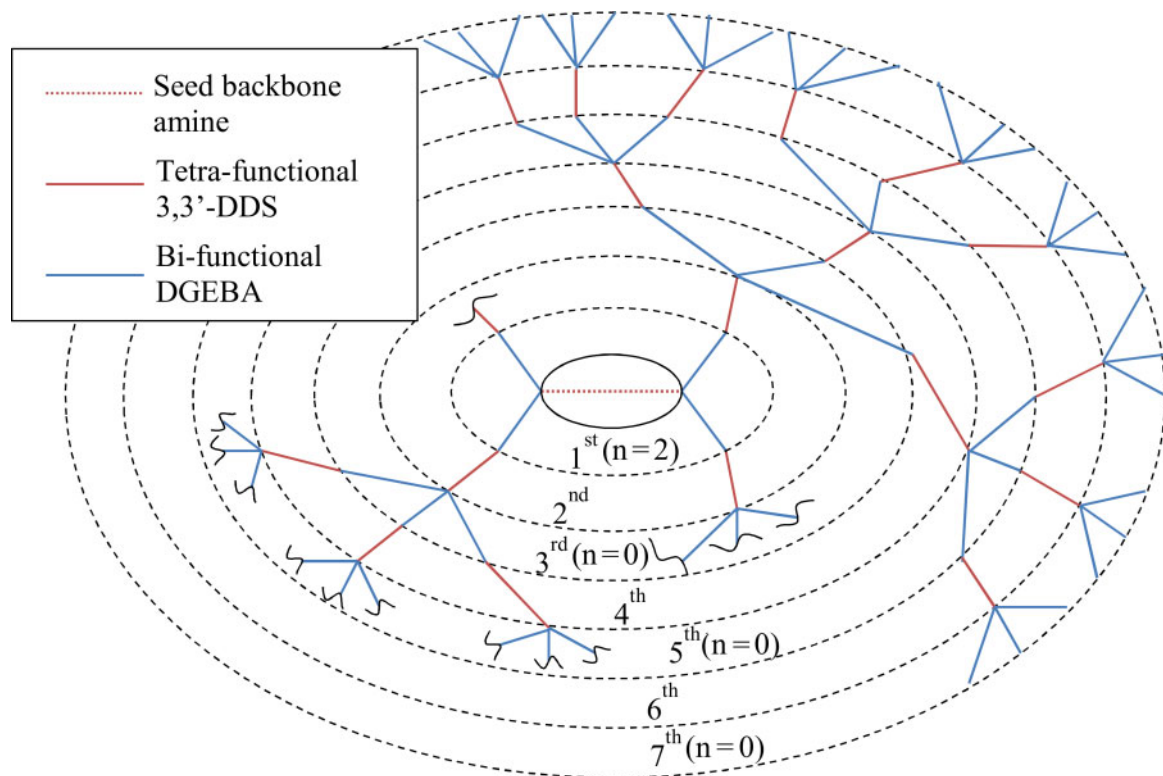 Seed backbone
amine
Tetra-functional
3,3’-DDS
Bi-functional
DGEBA
1st (n = 2)
2nd
3rd (n = 0)
4th
5th (n = 0)
6th
7th (n = 0)